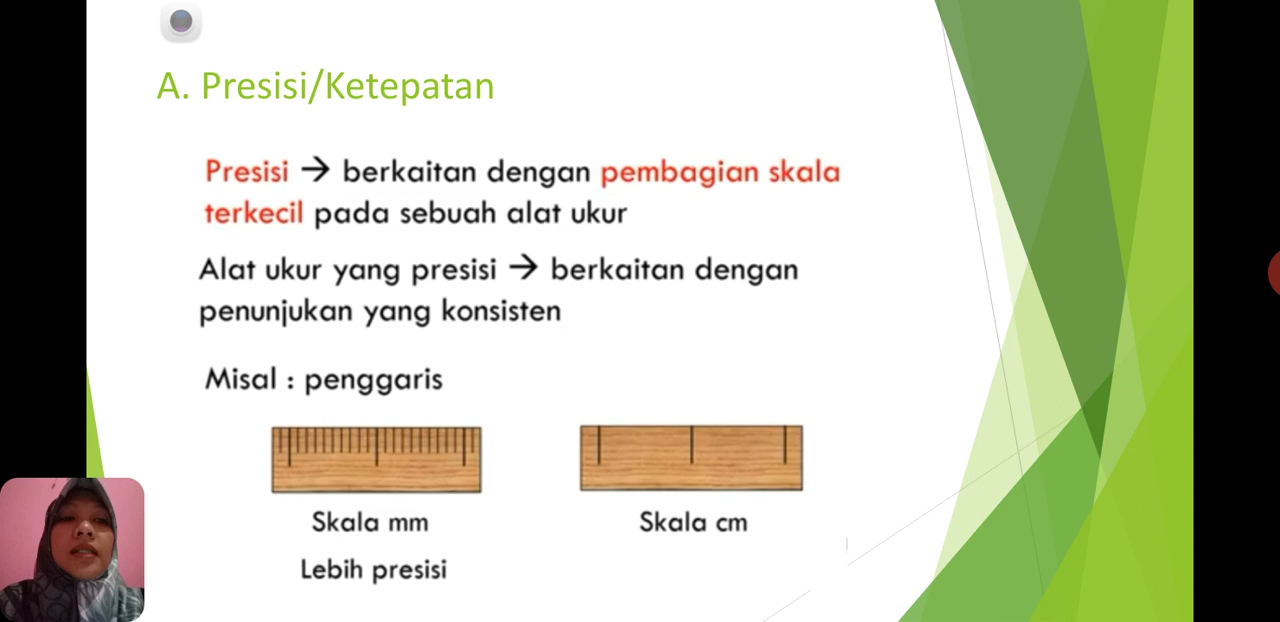 A. Presisi/Ketepatan
Presisi → berkaitan dengan pembagian skala
terkecil pada sebuah alat ukur
Alat ukur yang presisi → berkaitan dengan
penunjukan yang konsisten
Misal : penggaris
Skala mm
Skala cm
Lebih presisi